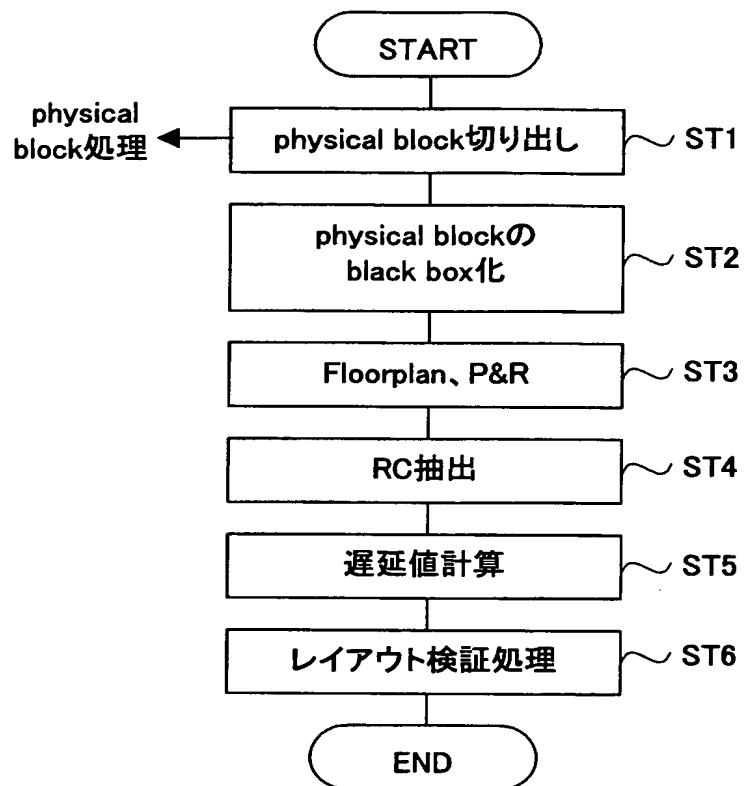 START
physical
block処理
physical block切り出し
ST1
physical blockの
black box化
ST2
Floorplan、P&R
ST3
RC抽出
ST4
遅延値計算
ST5
レイアウト検証処理
ST6
END